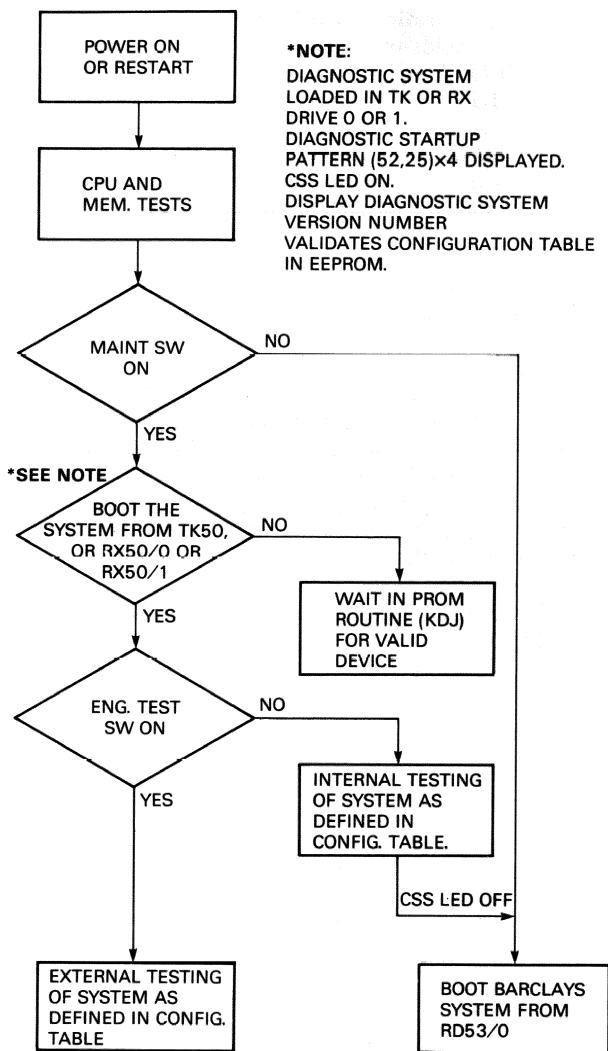 POWER ON
OR RESTART
*NOTE:
DIAGNOSTIC SYSTEM
LOADED IN TK OR RX
DRIVE 0 OR 1.
DIAGNOSTIC STARTUP
PATTERN (52,25)×4 DISPLAYED.
CSS LED ON.
DISPLAY DIAGNOSTIC SYSTEM
VERSION NUMBER
VALIDATES CONFIGURATION TABLE
IN EEPROM.
CPU AND
MEM. TESTS
MAINT SW
ON
NO
YES
*SEE NOTE
BOOT THE
SYSTEM FROM TK50,
OR RX50/0 OR
RX50/1
NO
WAIT IN PROM
ROUTINE (KDJ)
FOR VALID
DEVICE
YES
ENG. TEST
SW ON
NO
INTERNAL TESTING
OF SYSTEM AS
DEFINED IN
CONFIG. TABLE.
YES
CSS LED OFF
EXTERNAL TESTING
OF SYSTEM AS
DEFINED IN CONFIG.
TABLE
BOOT BARCLAYS
SYSTEM FROM
RD53/0